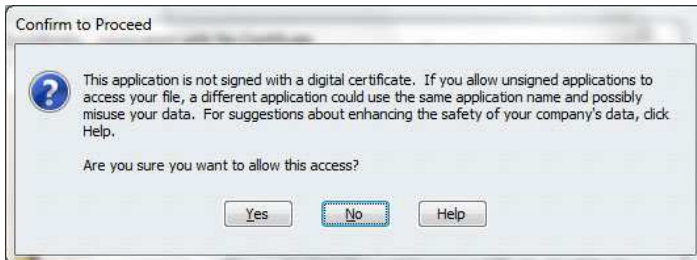 Confirm to Proceed
This application is not signed with a digital certificate. If you allow unsigned applications to
access your file, a different application could use the same application name and possibly
misuse your data. For suggestions about enhancing the safety of your company's data, click
Help.
Are you sure you want to allow this access?
Yes No Help